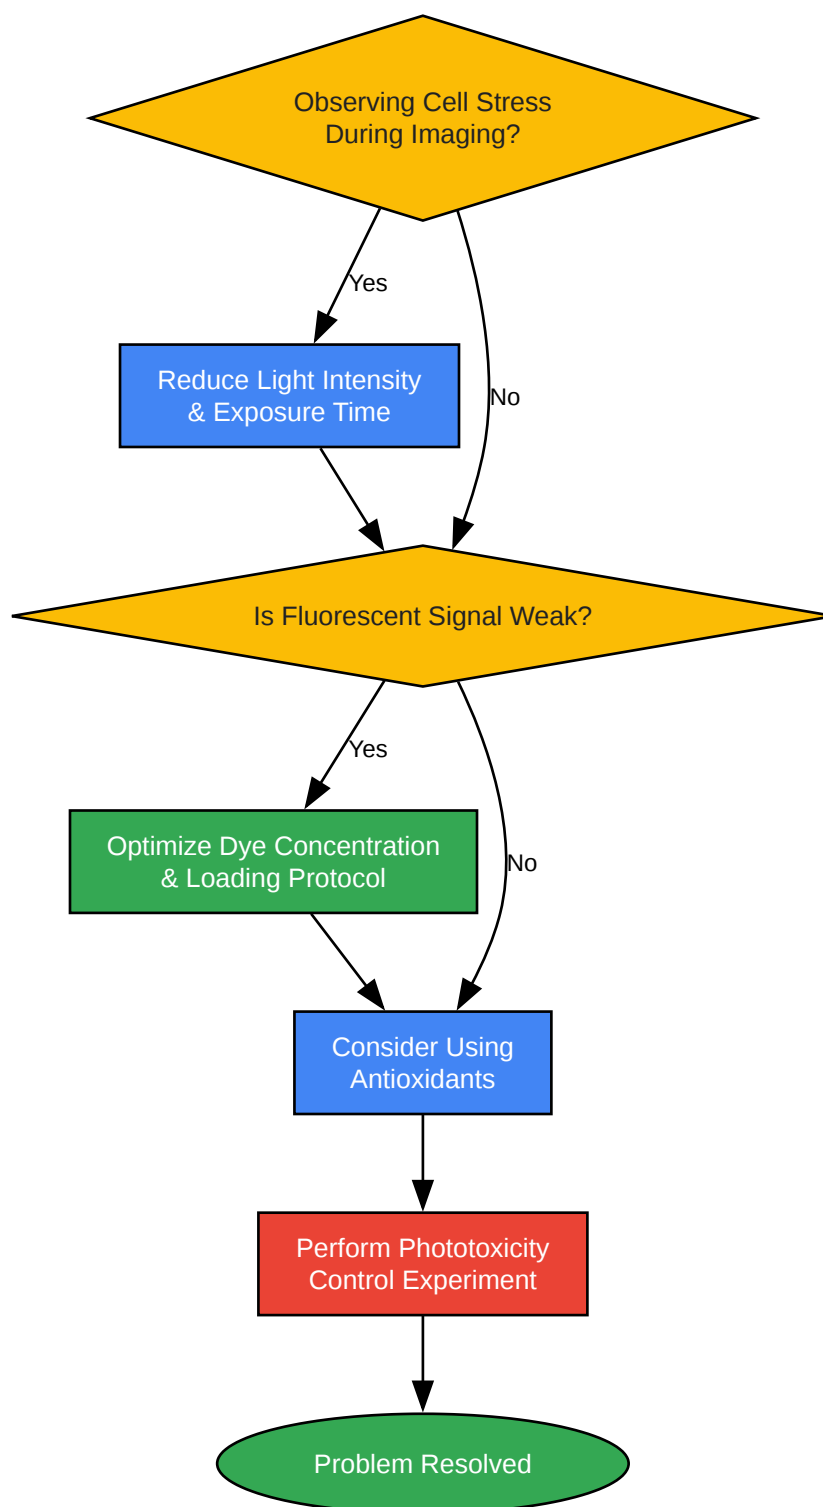 Observing Cell Stress
During Imaging?
Yes
Reduce Light Intensity
& Exposure Time
No
Is Fluorescent Signal Weak?
Yes
Optimize Dye Concentration
& Loading Protocol
No
Consider Using
Antioxidants
Perform Phototoxicity
Control Experiment
Problem Resolved